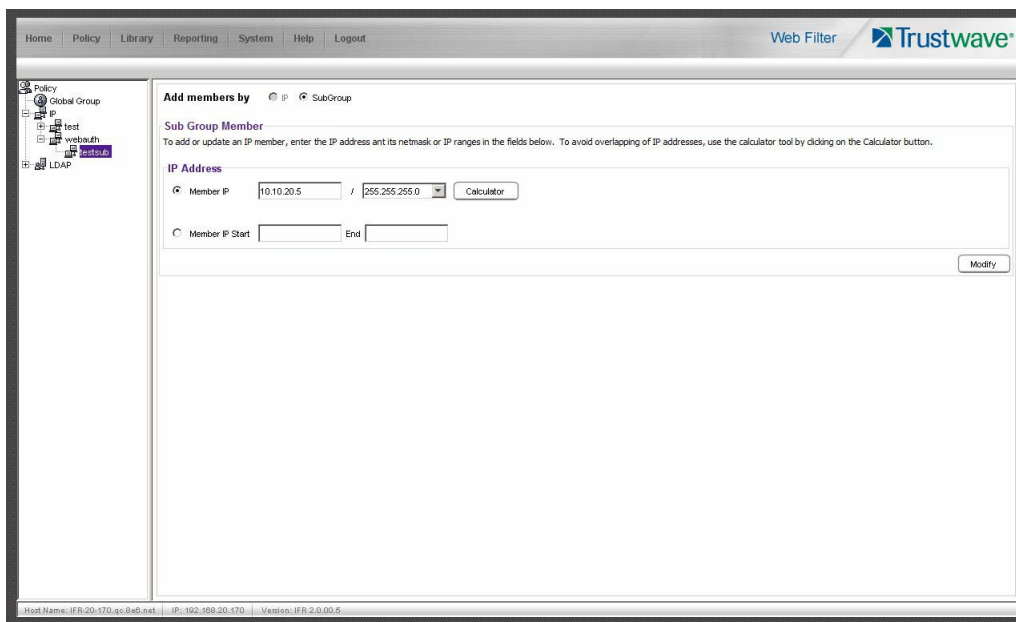 Home Policy Library Reporting System Help Logout
Web Filter Trustwave®
Policy
Global Group
IP
test
webauth
testsub
LDAP
Add members by IP SubGroup
Sub Group Member
To add or update an IP member, enter the IP address ant its netmask or IP ranges in the fields below. To avoid overlapping of IP addresses, use the calculator tool by clicking on the Calculator button.
IP Address
Member IP 10.10.20.5 / 255.255.255.0 Calculator
Member IP Start End
Modify
Host Name: IFR-20-170.qc.8e6.net IP: 192.168.20.170 Version: IFR 2.0.00.5